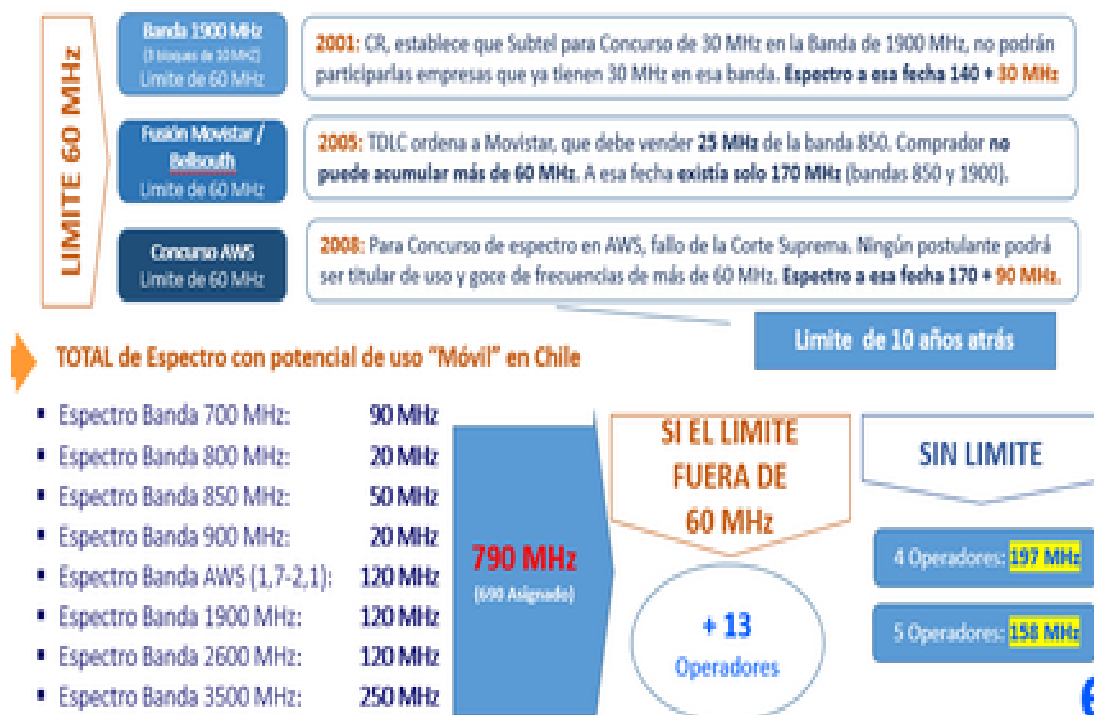 LIMITE 60 MHz
Banda 1900 MHz
(3 bloques de 10 MHZ)
Limite de 60 MHz
2001: CR, establece que Subtel para Concurso de 30 MHz en la Banda de 1900 MHz, no podrán
participarlas empresas que ya tienen 30 MHz en esa banda. Espectro a esa fecha 140 + 30 MHz
Fusión Movistar /
Bellsouth
Limite de 60 MHz
2005: TDLC ordena a Movistar, que debe vender 25 MHz de la banda 850. Comprador no
puede acumular más de 60 MHz. A esa fecha existía solo 170 MHz (bandas 850 y 1900).
Concurso AWS
Limite de 60 MHz
2008: Para Concurso de espectro en AWS, fallo de la Corte Suprema. Ningún postulante podrá
ser titular de uso y goce de frecuencias de más de 60 MHz. Espectro a esa fecha 170 + 90 MHz.
Limite de 10 años atrás
TOTAL de Espectro con potencial de uso "Móvil" en Chile
▪ Espectro Banda 700 MHz: 90 MHz
▪ Espectro Banda 800 MHz: 20 MHz
▪ Espectro Banda 850 MHz: 50 MHz
▪ Espectro Banda 900 MHz: 20 MHz
▪ Espectro Banda AWS (1,7-2,1): 120 MHz
▪ Espectro Banda 1900 MHz: 120 MHz
▪ Espectro Banda 2600 MHz: 120 MHz
▪ Espectro Banda 3500 MHz: 250 MHz
790 MHz
(690 Asignado)
SI EL LIMITE
FUERA DE
60 MHz
+ 13
Operadores
SIN LIMITE
4 Operadores: 197 MHz
5 Operadores: 158 MHz